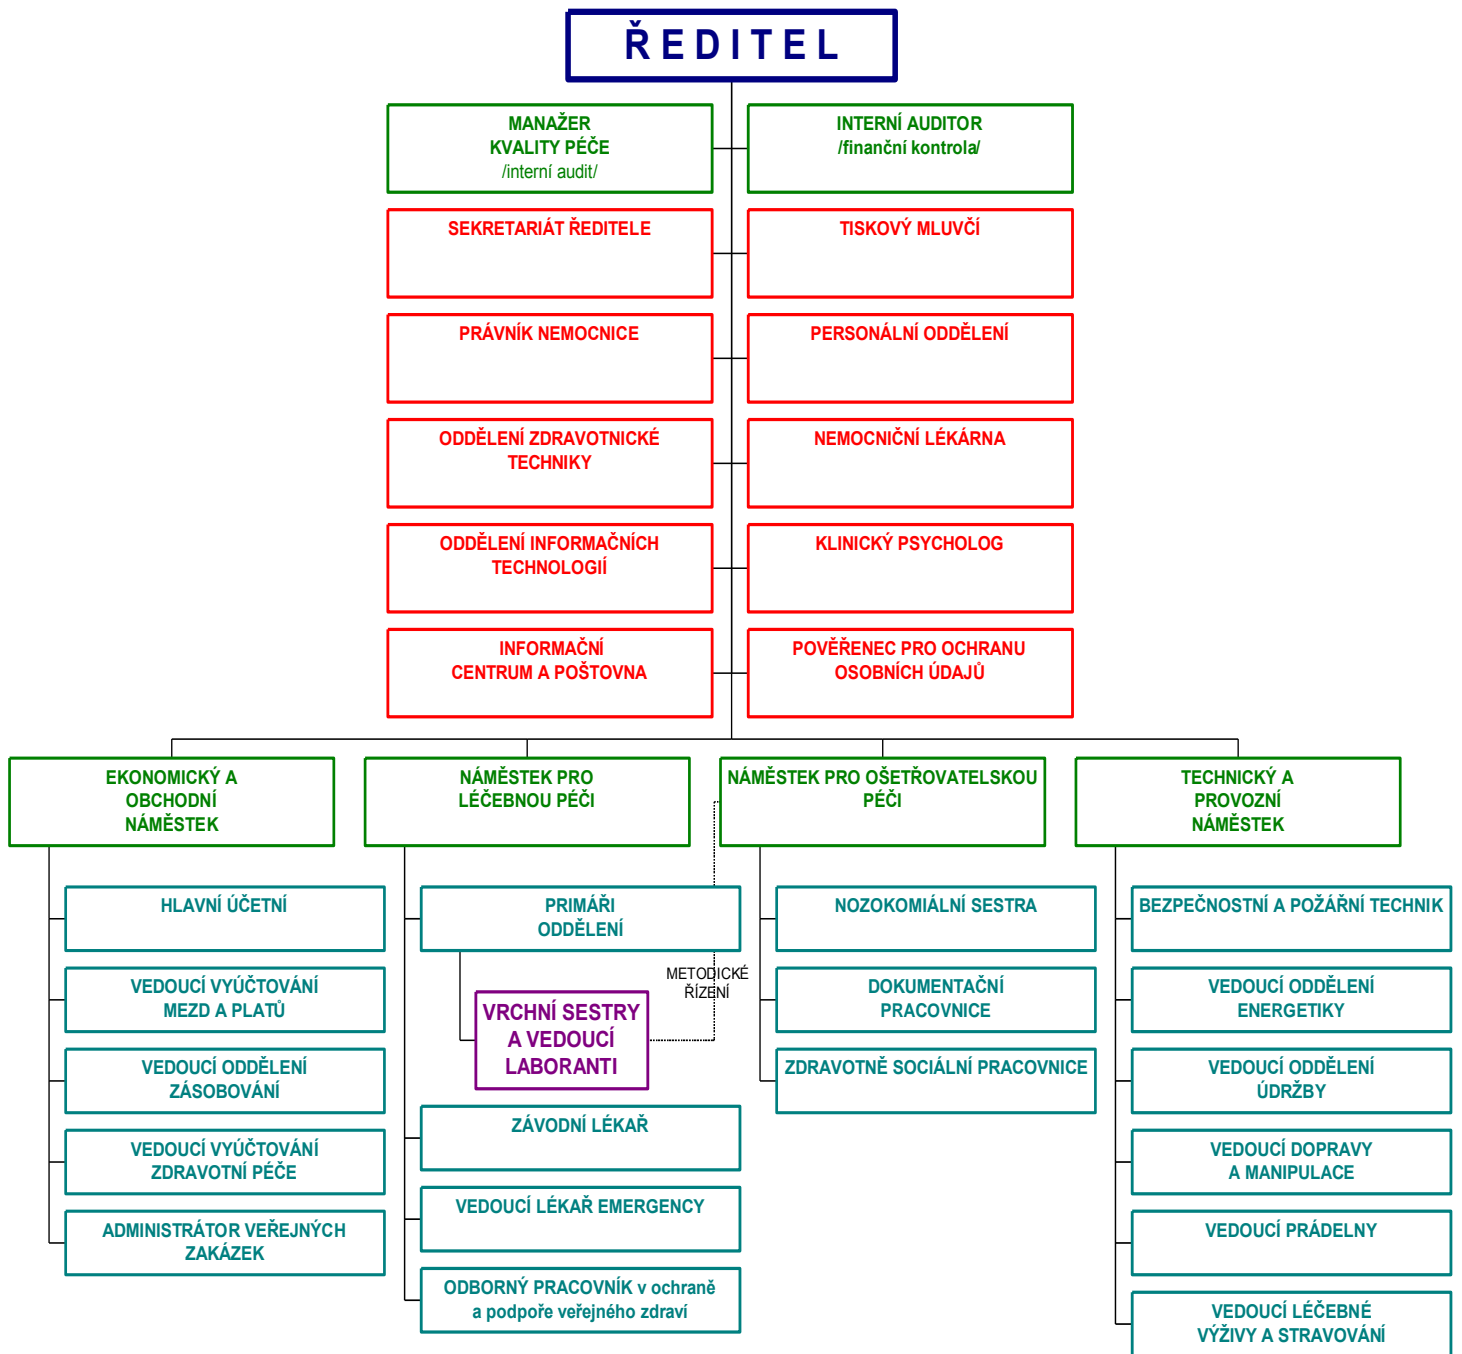 ŘEDITEL
MANAŽER
KVALITY PÉČE
/interní audit/
INTERNÍ AUDITOR
/finanční kontrola/
SEKRETARIÁT ŘEDITELE
TISKOVÝ MLUVČÍ
PRÁVNÍK NEMOCNICE
PERSONÁLNÍ ODDĚLENÍ
ODDĚLENÍ ZDRAVOTNICKÉ
TECHNIKY
NEMOCNIČNÍ LÉKÁRNA
ODDĚLENÍ INFORMAČNÍCH
TECHNOLOGIÍ
KLINICKÝ PSYCHOLOG
INFORMAČNÍ
CENTRUM A POŠTOVNA
POVĚŘENEC PRO OCHRANU
OSOBNÍCH ÚDAJŮ
EKONOMICKÝ A
OBCHODNÍ
NÁMĚSTEK
NÁMĚSTEK PRO
LÉČEBNOU PÉČI
NÁMĚSTEK PRO OŠETŘOVATELSKOU
PÉČI
TECHNICKÝ A
PROVOZNÍ
NÁMĚSTEK
HLAVNÍ ÚČETNÍ
VEDOUCÍ VYÚČTOVÁNÍ
MEZD A PLATŮ
VEDOUCÍ ODDĚLENÍ
ZÁSOBOVÁNÍ
VEDOUCÍ VYÚČTOVÁNÍ
ZDRAVOTNÍ PÉČE
ADMINISTRÁTOR VEŘEJNÝCH
ZAKÁZEK
PRIMÁŘI
ODDĚLENÍ
VRCHNÍ SESTRY
A VEDOUCÍ
LABORANTI
METODICKÉ
ŘÍZENÍ
ZÁVODNÍ LÉKAŘ
VEDOUCÍ LÉKAŘ EMERGENCY
ODBORNÝ PRACOVNÍK v ochraně
a podpoře veřejného zdraví
NOZOKOMIÁLNÍ SESTRA
DOKUMENTAČNÍ
PRACOVNICE
ZDRAVOTNĚ SOCIÁLNÍ PRACOVNICE
BEZPEČNOSTNÍ A POŽÁŘNÍ TECHNIK
VEDOUCÍ ODDĚLENÍ
ENERGETIKY
VEDOUCÍ ODDĚLENÍ
ÚDRŽBY
VEDOUCÍ DOPRAVY
A MANIPULACE
VEDOUCÍ PRÁDELNY
VEDOUCÍ LÉČEBNÉ
VÝŽIVY A STRAVOVÁNÍ